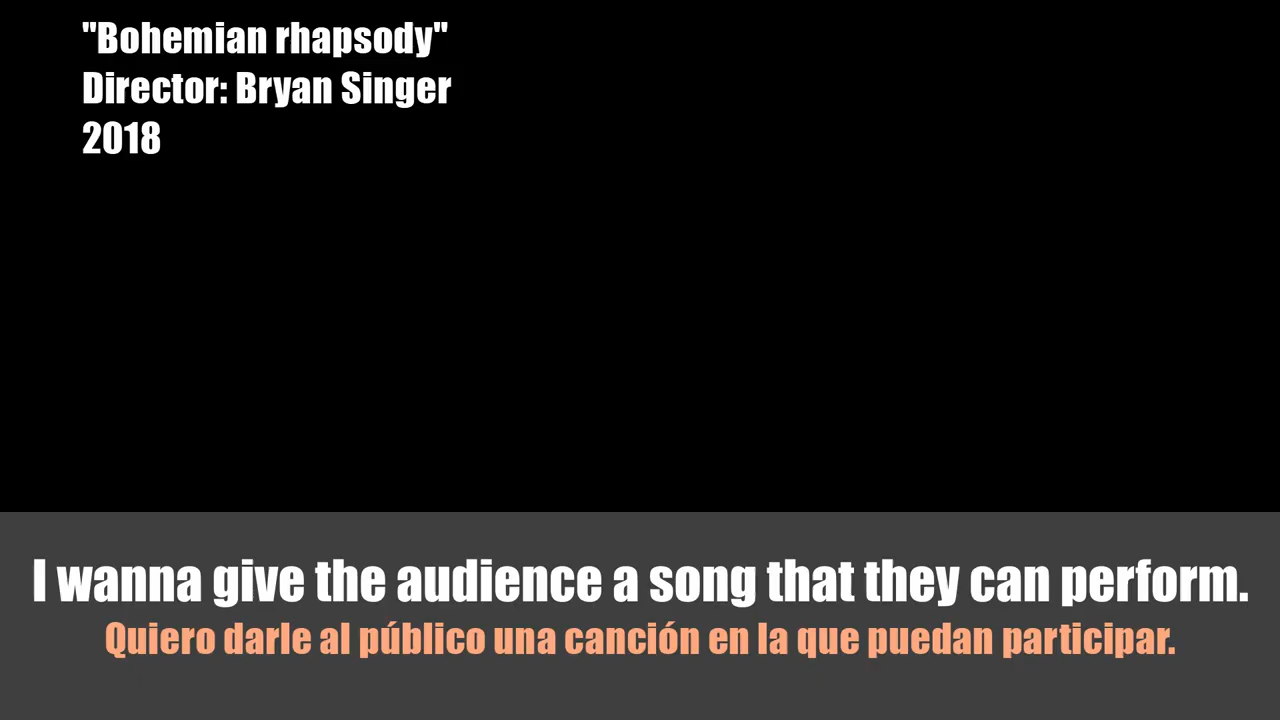 "Bohemian rhapsody"
Director: Bryan Singer
2018
I wanna give the audience a song that they can perform.
Quiero darle al público una canción en la que puedan participar.